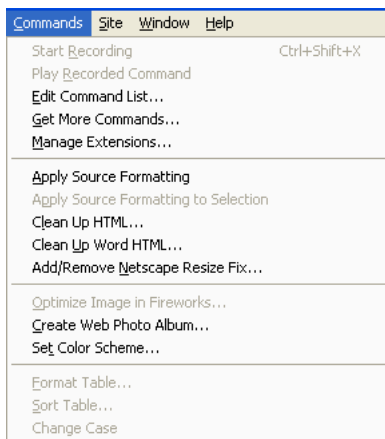 Commands Site Window Help
Start Recording Ctrl+Shift+X
Play Recorded Command
Edit Command List...
Get More Commands...
Manage Extensions...
Apply Source Formatting
Apply Source Formatting to Selection
Clean Up HTML...
Clean Up Word HTML...
Add/Remove Netscape Resize Fix...
Optimize Image in Fireworks...
Create Web Photo Album...
Set Color Scheme...
Format Table...
Sort Table...
Change Case